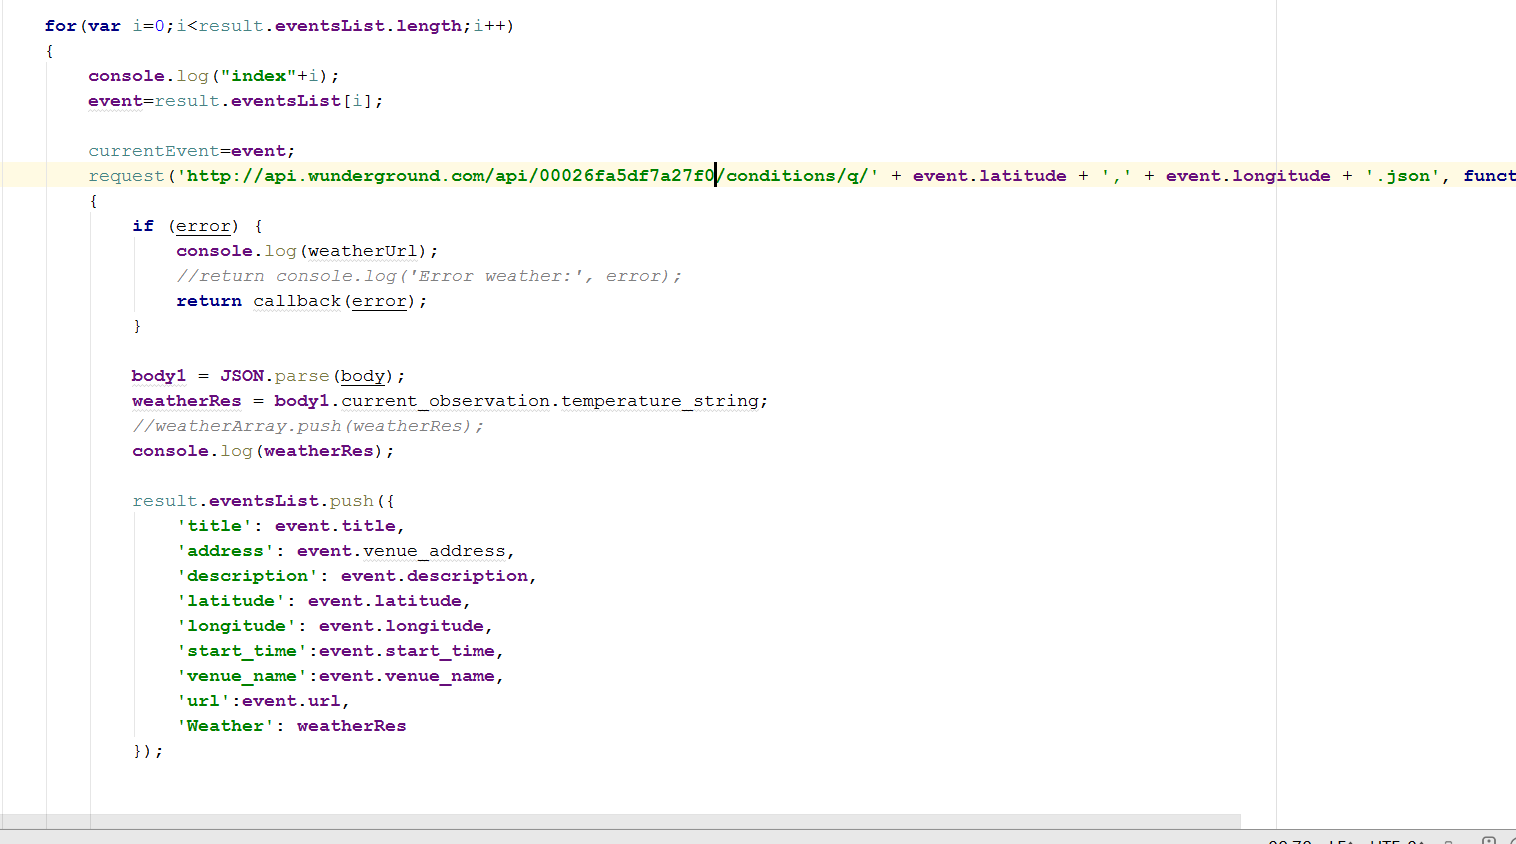 for(var i=0;i<result.eventsList.length;i++)
{
console.log("index"+i);
event=result.eventsList[i];
currentEvent=event;
request('http://api.wunderground.com/api/00026fa5df7a27f0/conditions/q/' + event.latitude + ',' + event.longitude + '.json', funct
{
if (error) {
console.log(weatherUrl);
//return console.log('Error weather:', error);
return callback(error);
}
body1 = JSON.parse(body);
weatherRes = body1.current_observation.temperature_string;
//weatherArray.push(weatherRes);
console.log(weatherRes);
result.eventsList.push({
'title': event.title,
'address': event.venue_address,
'description': event.description,
'latitude': event.latitude,
'longitude': event.longitude,
'start_time':event.start_time,
'venue_name':event.venue_name,
'url':event.url,
'Weather': weatherRes
});